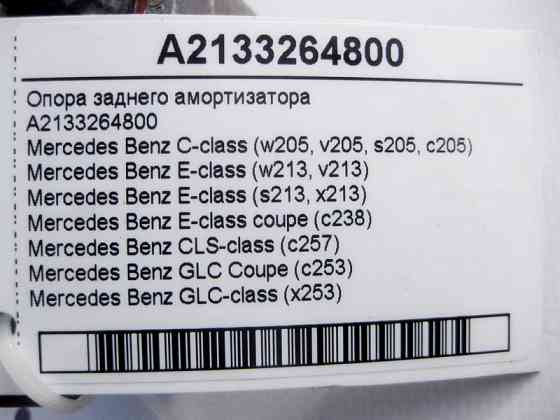 A2133264800
Опора заднего амортизатора
A2133264800
Mercedes Benz C-class (w205, v205, s205, c205)
Mercedes Benz E-class (w213, v213)
Mercedes Benz E-class (s213, x213)
Mercedes Benz E-class coupe (c238)
Mercedes Benz CLS-class (c257)
Mercedes Benz GLC Coupe (c253)
Mercedes Benz GLC-class (x253)